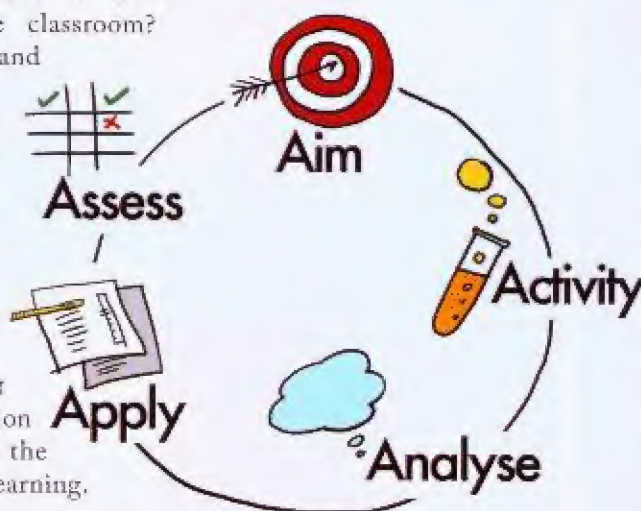 e classroom?
and
on
the
earning.
Aim
Activity
Analyse
Apply
Assess